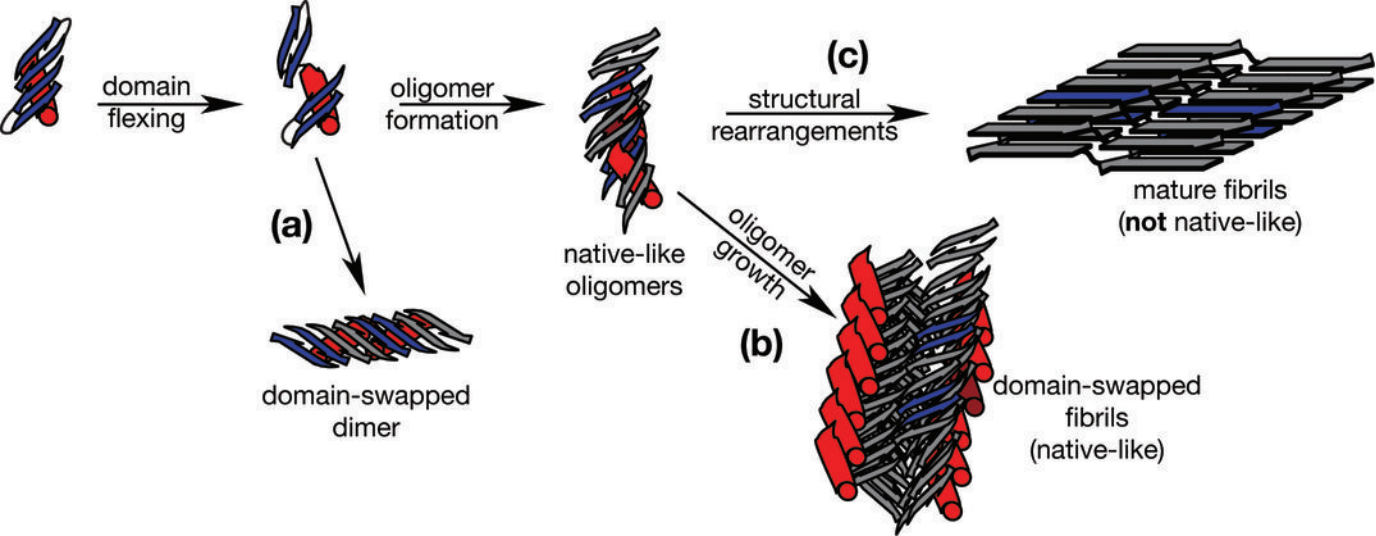 domain
flexing
oligomer
formation
(c)
structural
rearrangements
mature fibrils
(not native-like)
(a)
native-like
oligomers
oligomer
growth
(b)
domain-swapped
dimer
domain-swapped
fibrils
(native-like)